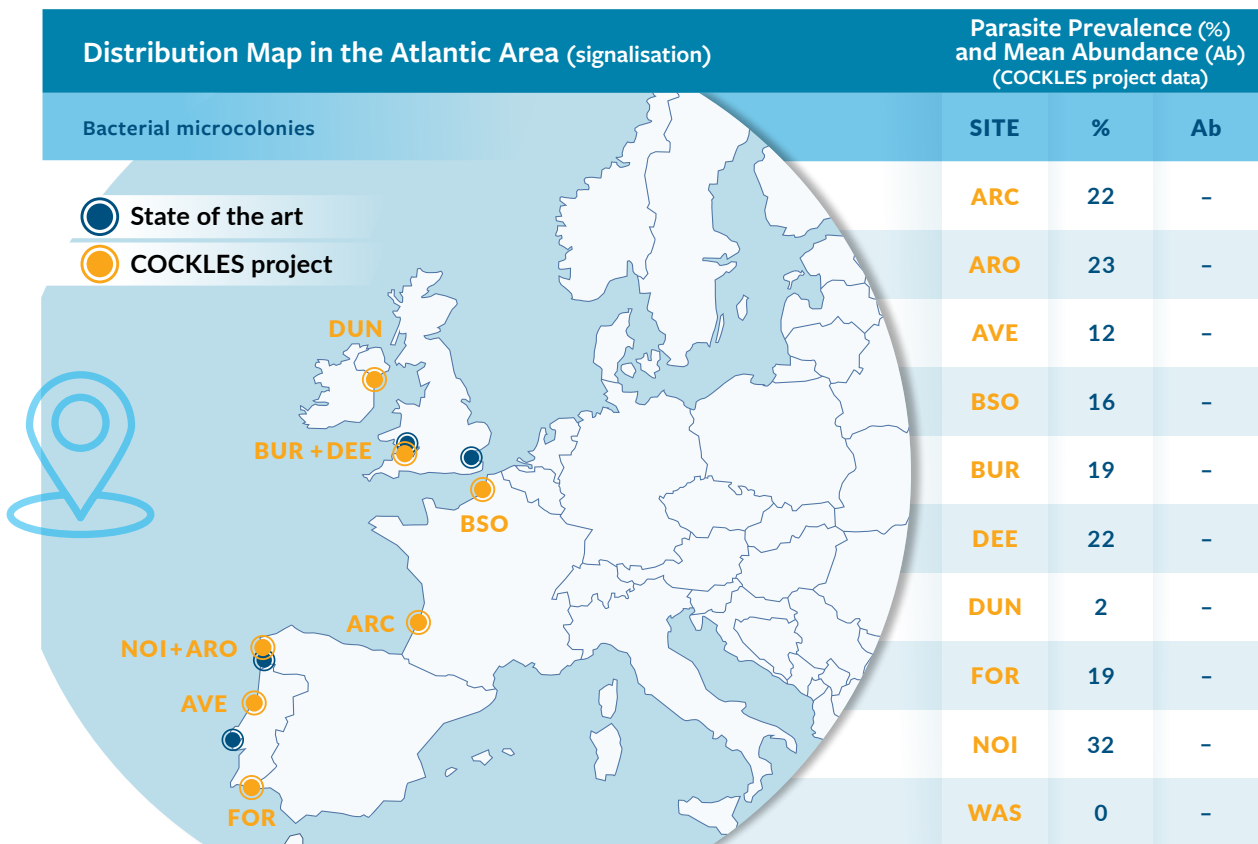 Distribution Map in the Atlantic Area (signalisation)
Parasite Prevalence (%)
and Mean Abundance (Ab)
(COCKLES project data)
Bacterial microcolonies
SITE % Ab
State of the art
COCKLES project
DUN
BUR + DEE
BSO
ARC
NOI + ARO
AVE
FOR
ARC 22 –
ARO 23 –
AVE 12 –
BSO 16 –
BUR 19 –
DEE 22 –
DUN 2 –
FOR 19 –
NOI 32 –
WAS 0 –